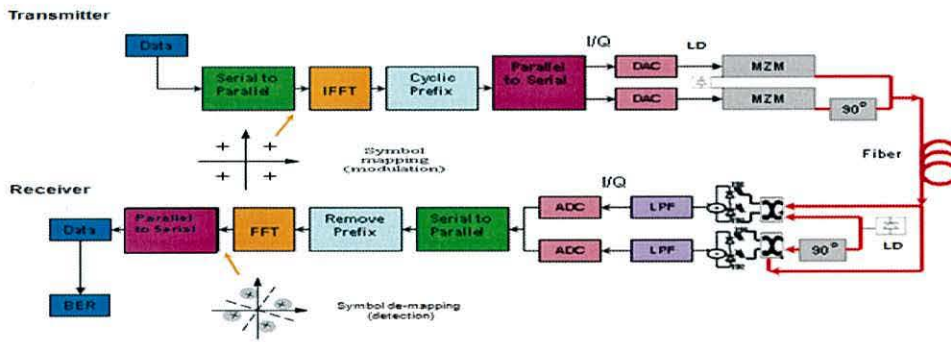 Transmitter
Data
Serial to
Parallel
IFFT
Cyclic
Prefix
Parallel
to Serial
I/Q
DAC
DAC
LD
MZM
MZM
90°
Symbol
mapping
(modulation)
Fiber
Receiver
I/Q
Data
Parallel
to Serial
FFT
Remove
Prefix
Serial to
Parallel
ADC
ADC
LPF
LPF
90°
LD
BER
Symbol de-mapping
(detection)